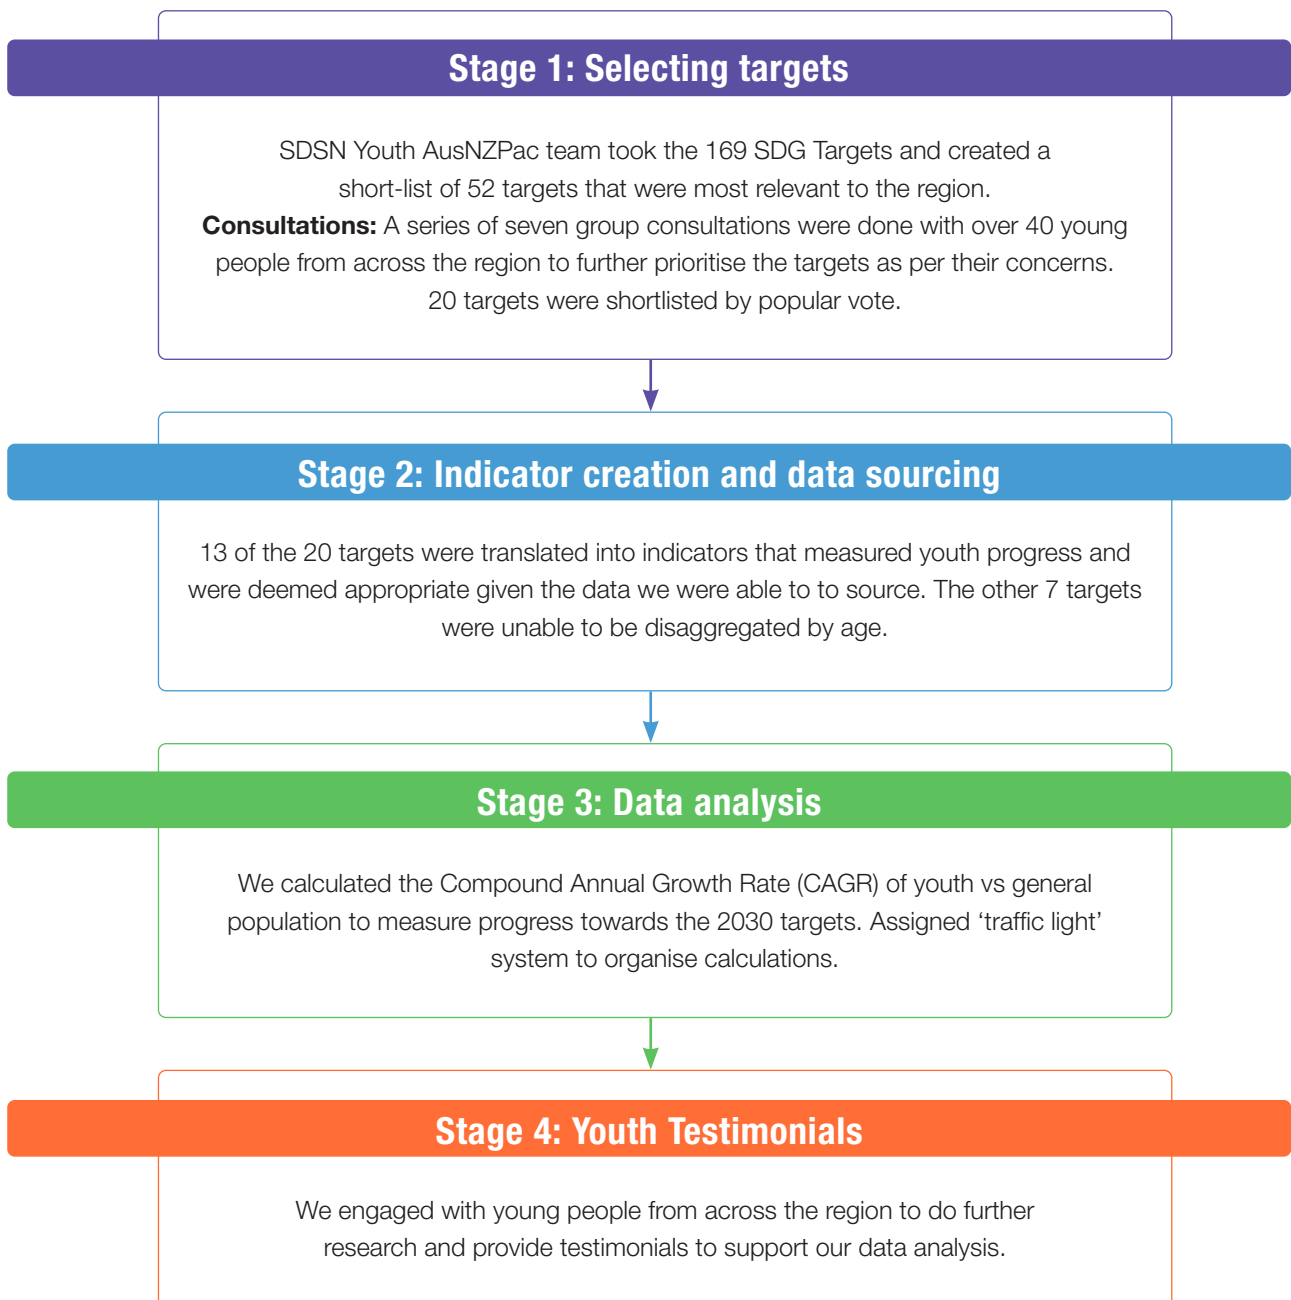 Stage 1: Selecting targets
SDSN Youth AusNZPac team took the 169 SDG Targets and created a
short-list of 52 targets that were most relevant to the region.
Consultations: A series of seven group consultations were done with over 40 young
people from across the region to further prioritise the targets as per their concerns.
20 targets were shortlisted by popular vote.
Stage 2: Indicator creation and data sourcing
13 of the 20 targets were translated into indicators that measured youth progress and
were deemed appropriate given the data we were able to to source. The other 7 targets
were unable to be disaggregated by age.
Stage 3: Data analysis
We calculated the Compound Annual Growth Rate (CAGR) of youth vs general
population to measure progress towards the 2030 targets. Assigned ‘traffic light’
system to organise calculations.
Stage 4: Youth Testimonials
We engaged with young people from across the region to do further
research and provide testimonials to support our data analysis.